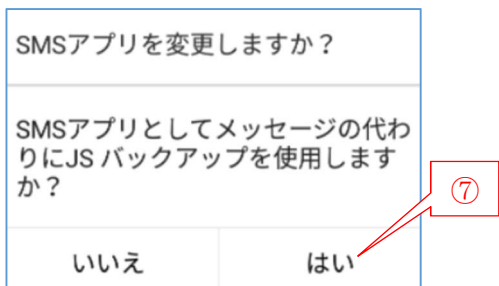 SMSアプリを変更しますか？
SMSアプリとしてメッセージの代わ
りにJS バックアップを使用します
か？
いいえ
はい
⑦